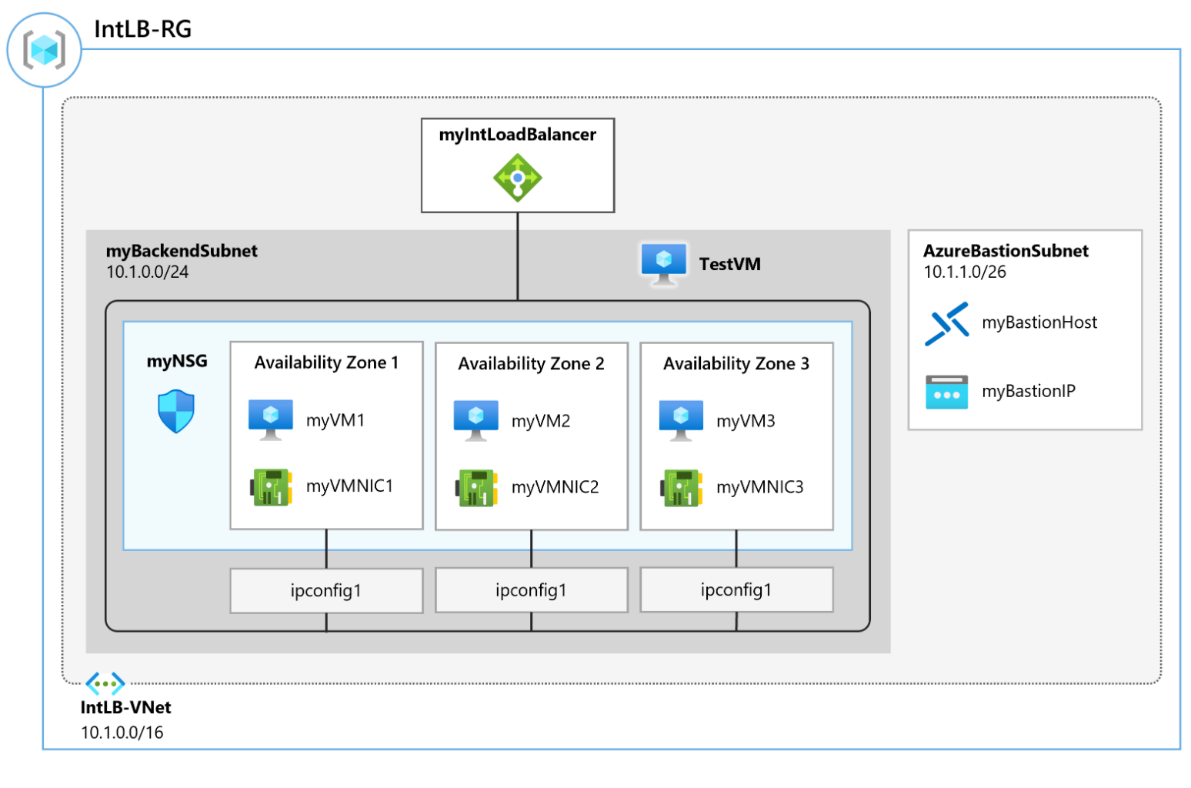 IntLB-RG
myIntLoadBalancer
myBackendSubnet
10.1.0.0/24
TestVM
AzureBastionSubnet
10.1.1.0/26
myBastionHost
myBastionIP
myNSG
Availability Zone 1
myVM1
myVMNIC1
Availability Zone 2
myVM2
myVMNIC2
Availability Zone 3
myVM3
myVMNIC3
ipconfig1
ipconfig1
ipconfig1
IntLB-VNet
10.1.0.0/16